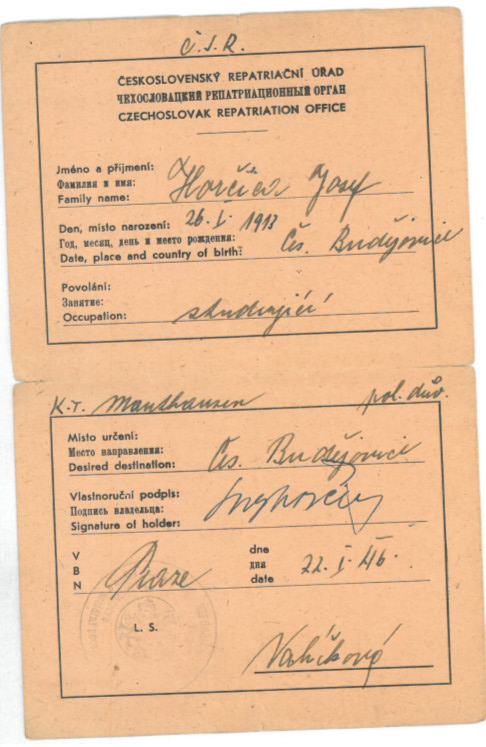 Č.S.R.
ČESKOSLOVENSKÝ REPATRIAČNÍ ÚŘAD
ЧЕХОСЛОВАЦКИЙ РЕПАТРИАЦИОННЫЙ ОРГАН
CZECHOSLOVAK REPATRIATION OFFICE
Jméno a příjmení:
Фамилия и имя:
Family name:
Horčica Josef
Den, místo narození: 26. I. 1913
Год, месяц, день и место рождения:
Date, place and country of birth:
Čes. Budějovice
Povolání:
Занятие:
Occupation:
studující
K.T. Mauthausen pol. dův.
Místo určení:
Место направления:
Desired destination:
Čes. Budějovice
Vlastnoruční podpis:
Подпись владельца:
Signature of holder:
V dne
В дня
N date
Praze 22. I. 46.
L. S.